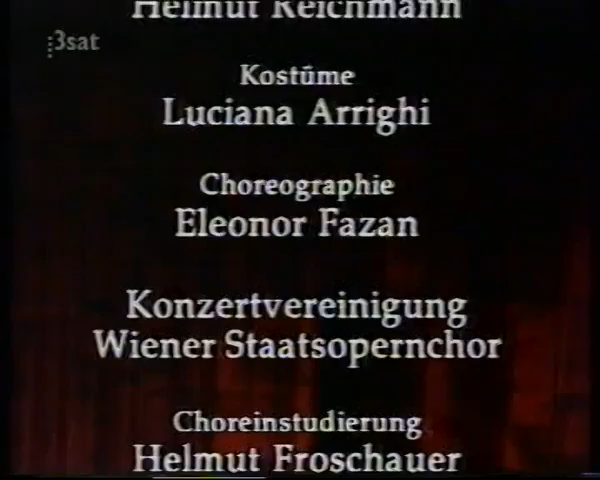 Helmut Reichmann
3sat
Kostüme
Luciana Arrighi
Choreographie
Eleonor Fazan
Konzertvereinigung
Wiener Staatsopernchor
Choreinstudierung
Helmut Froschauer